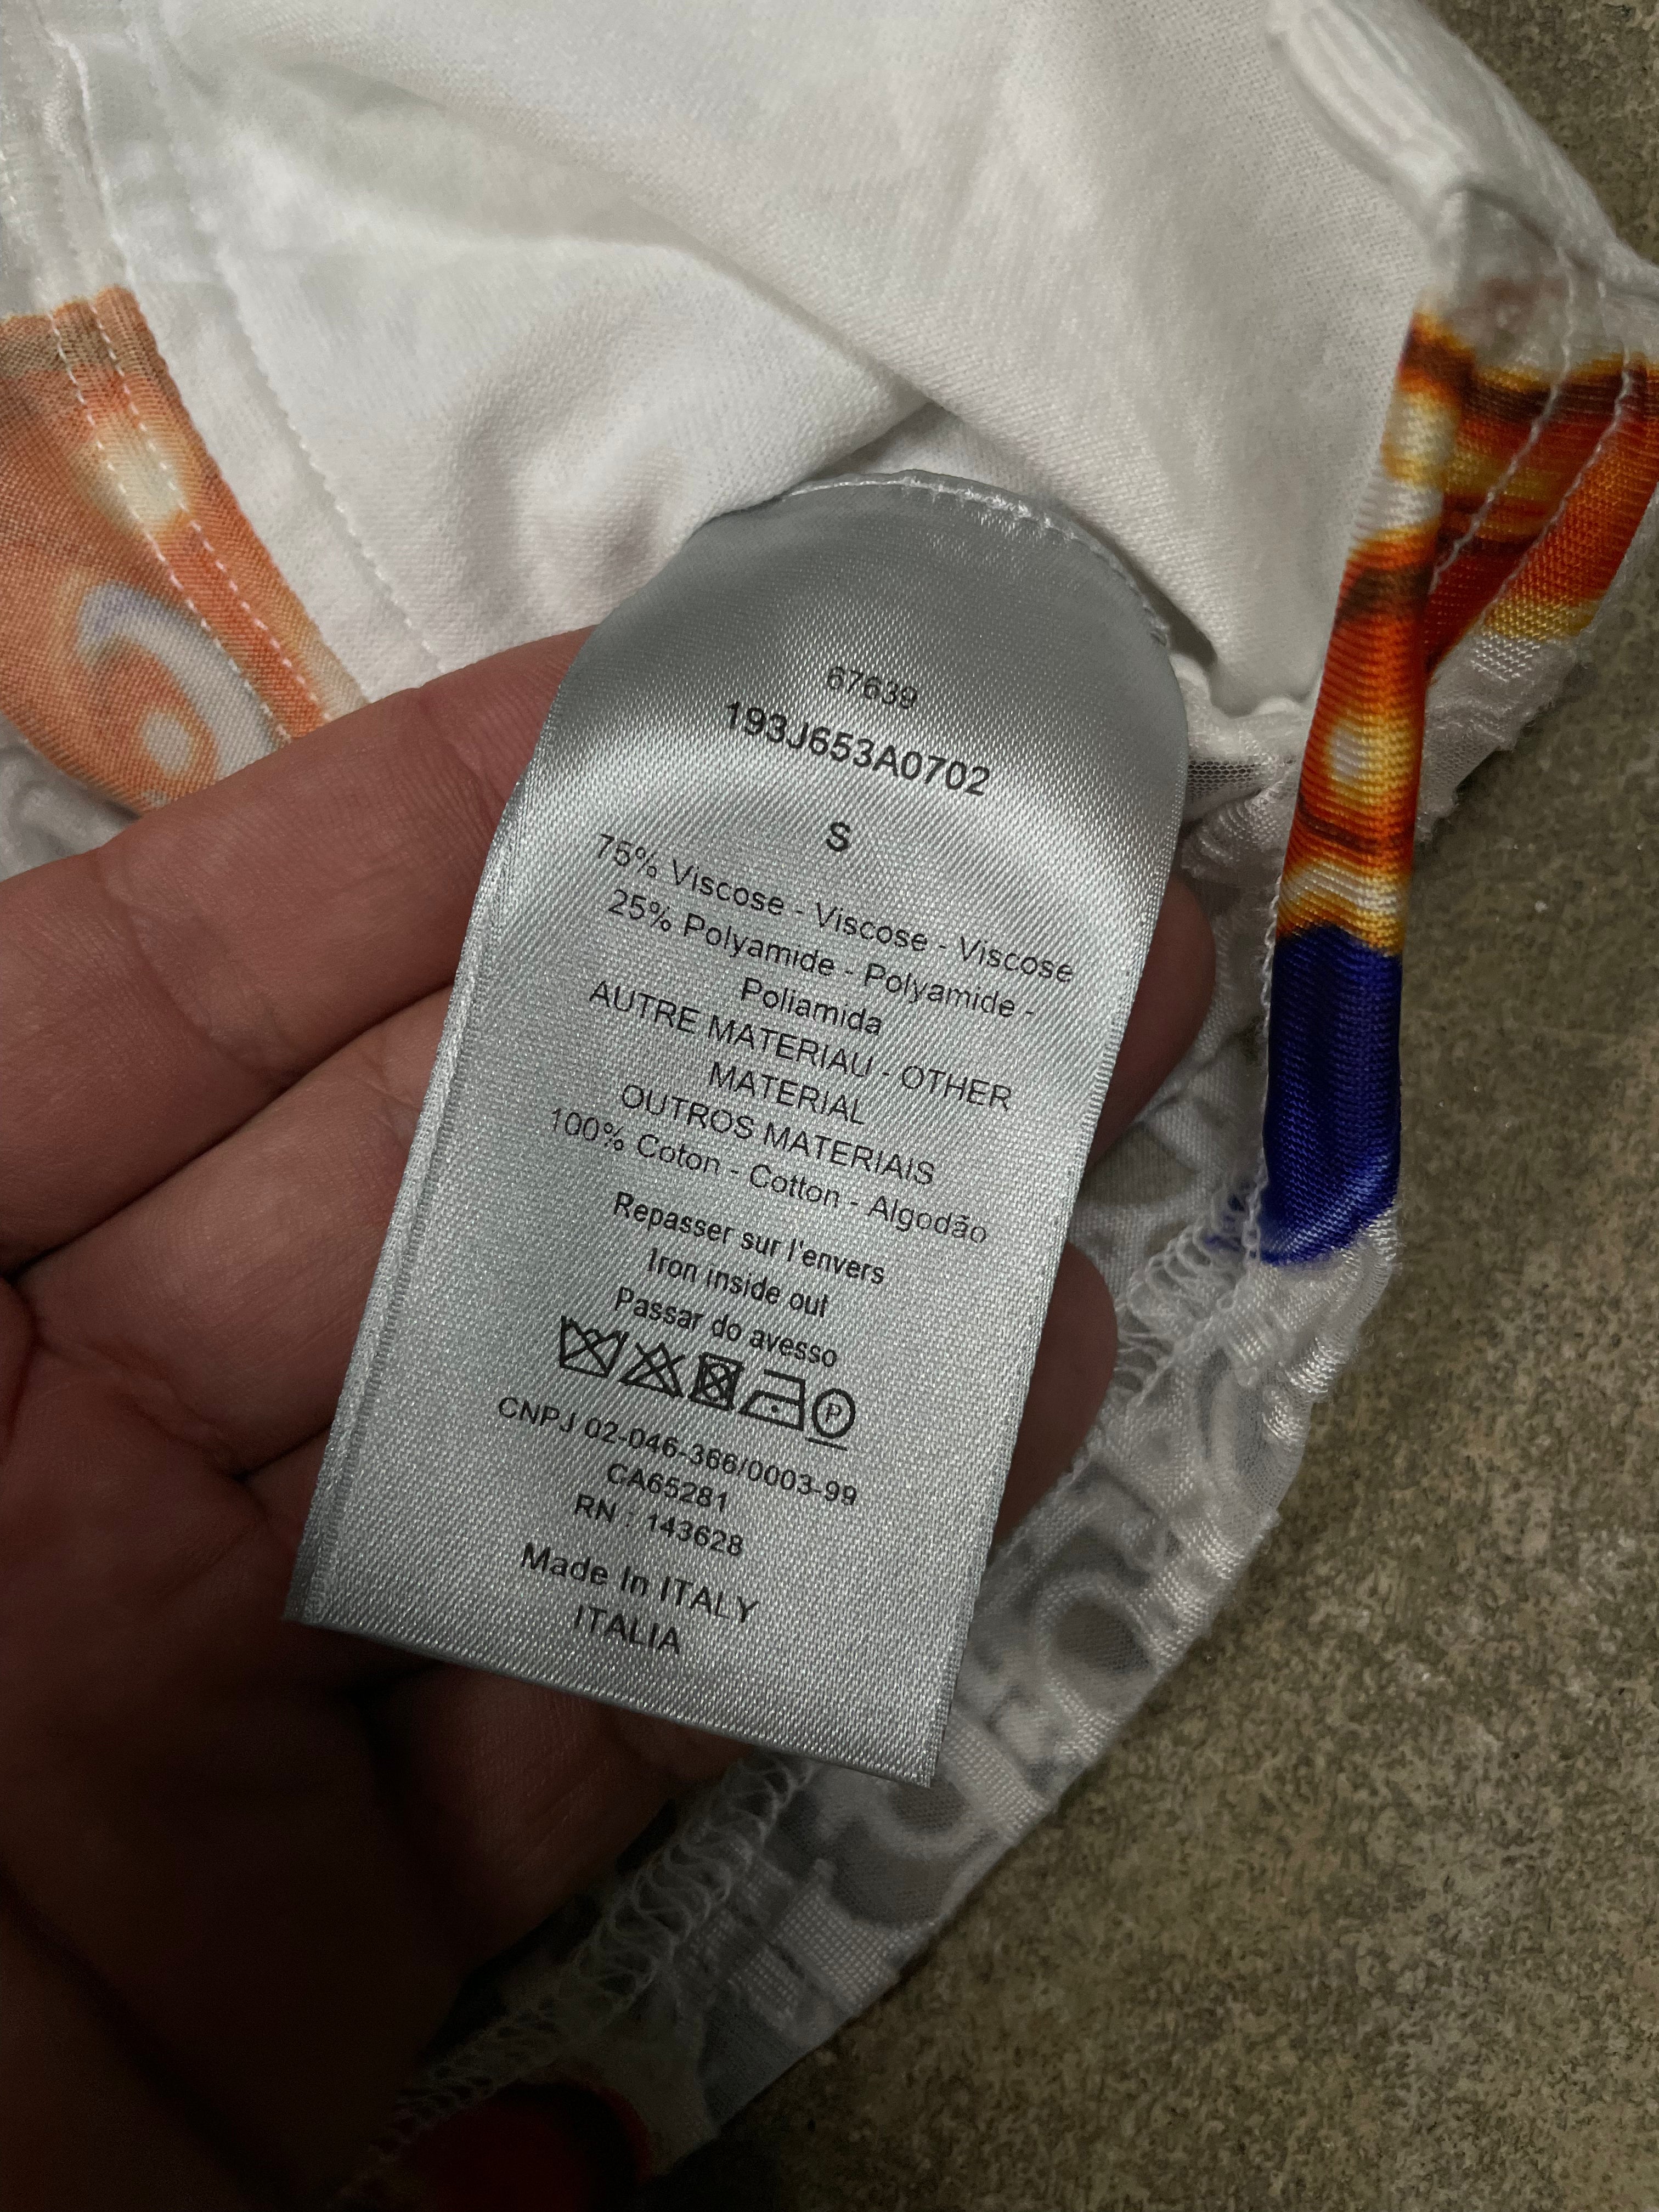 67639
193J653A0702
S
75% Viscose - Viscose - Viscose
25% Polyamide - Polyamide -
Poliamida
AUTRE MATERIAU - OTHER
MATERIAL
OUTROS MATERIAIS
100% Coton - Cotton - Algodão
Repasser sur l'envers
Iron inside out
Passar do avesso
P
CNPJ 02-046-366/0003-99
CA65281
RN : 143628
Made In ITALY
ITALIA